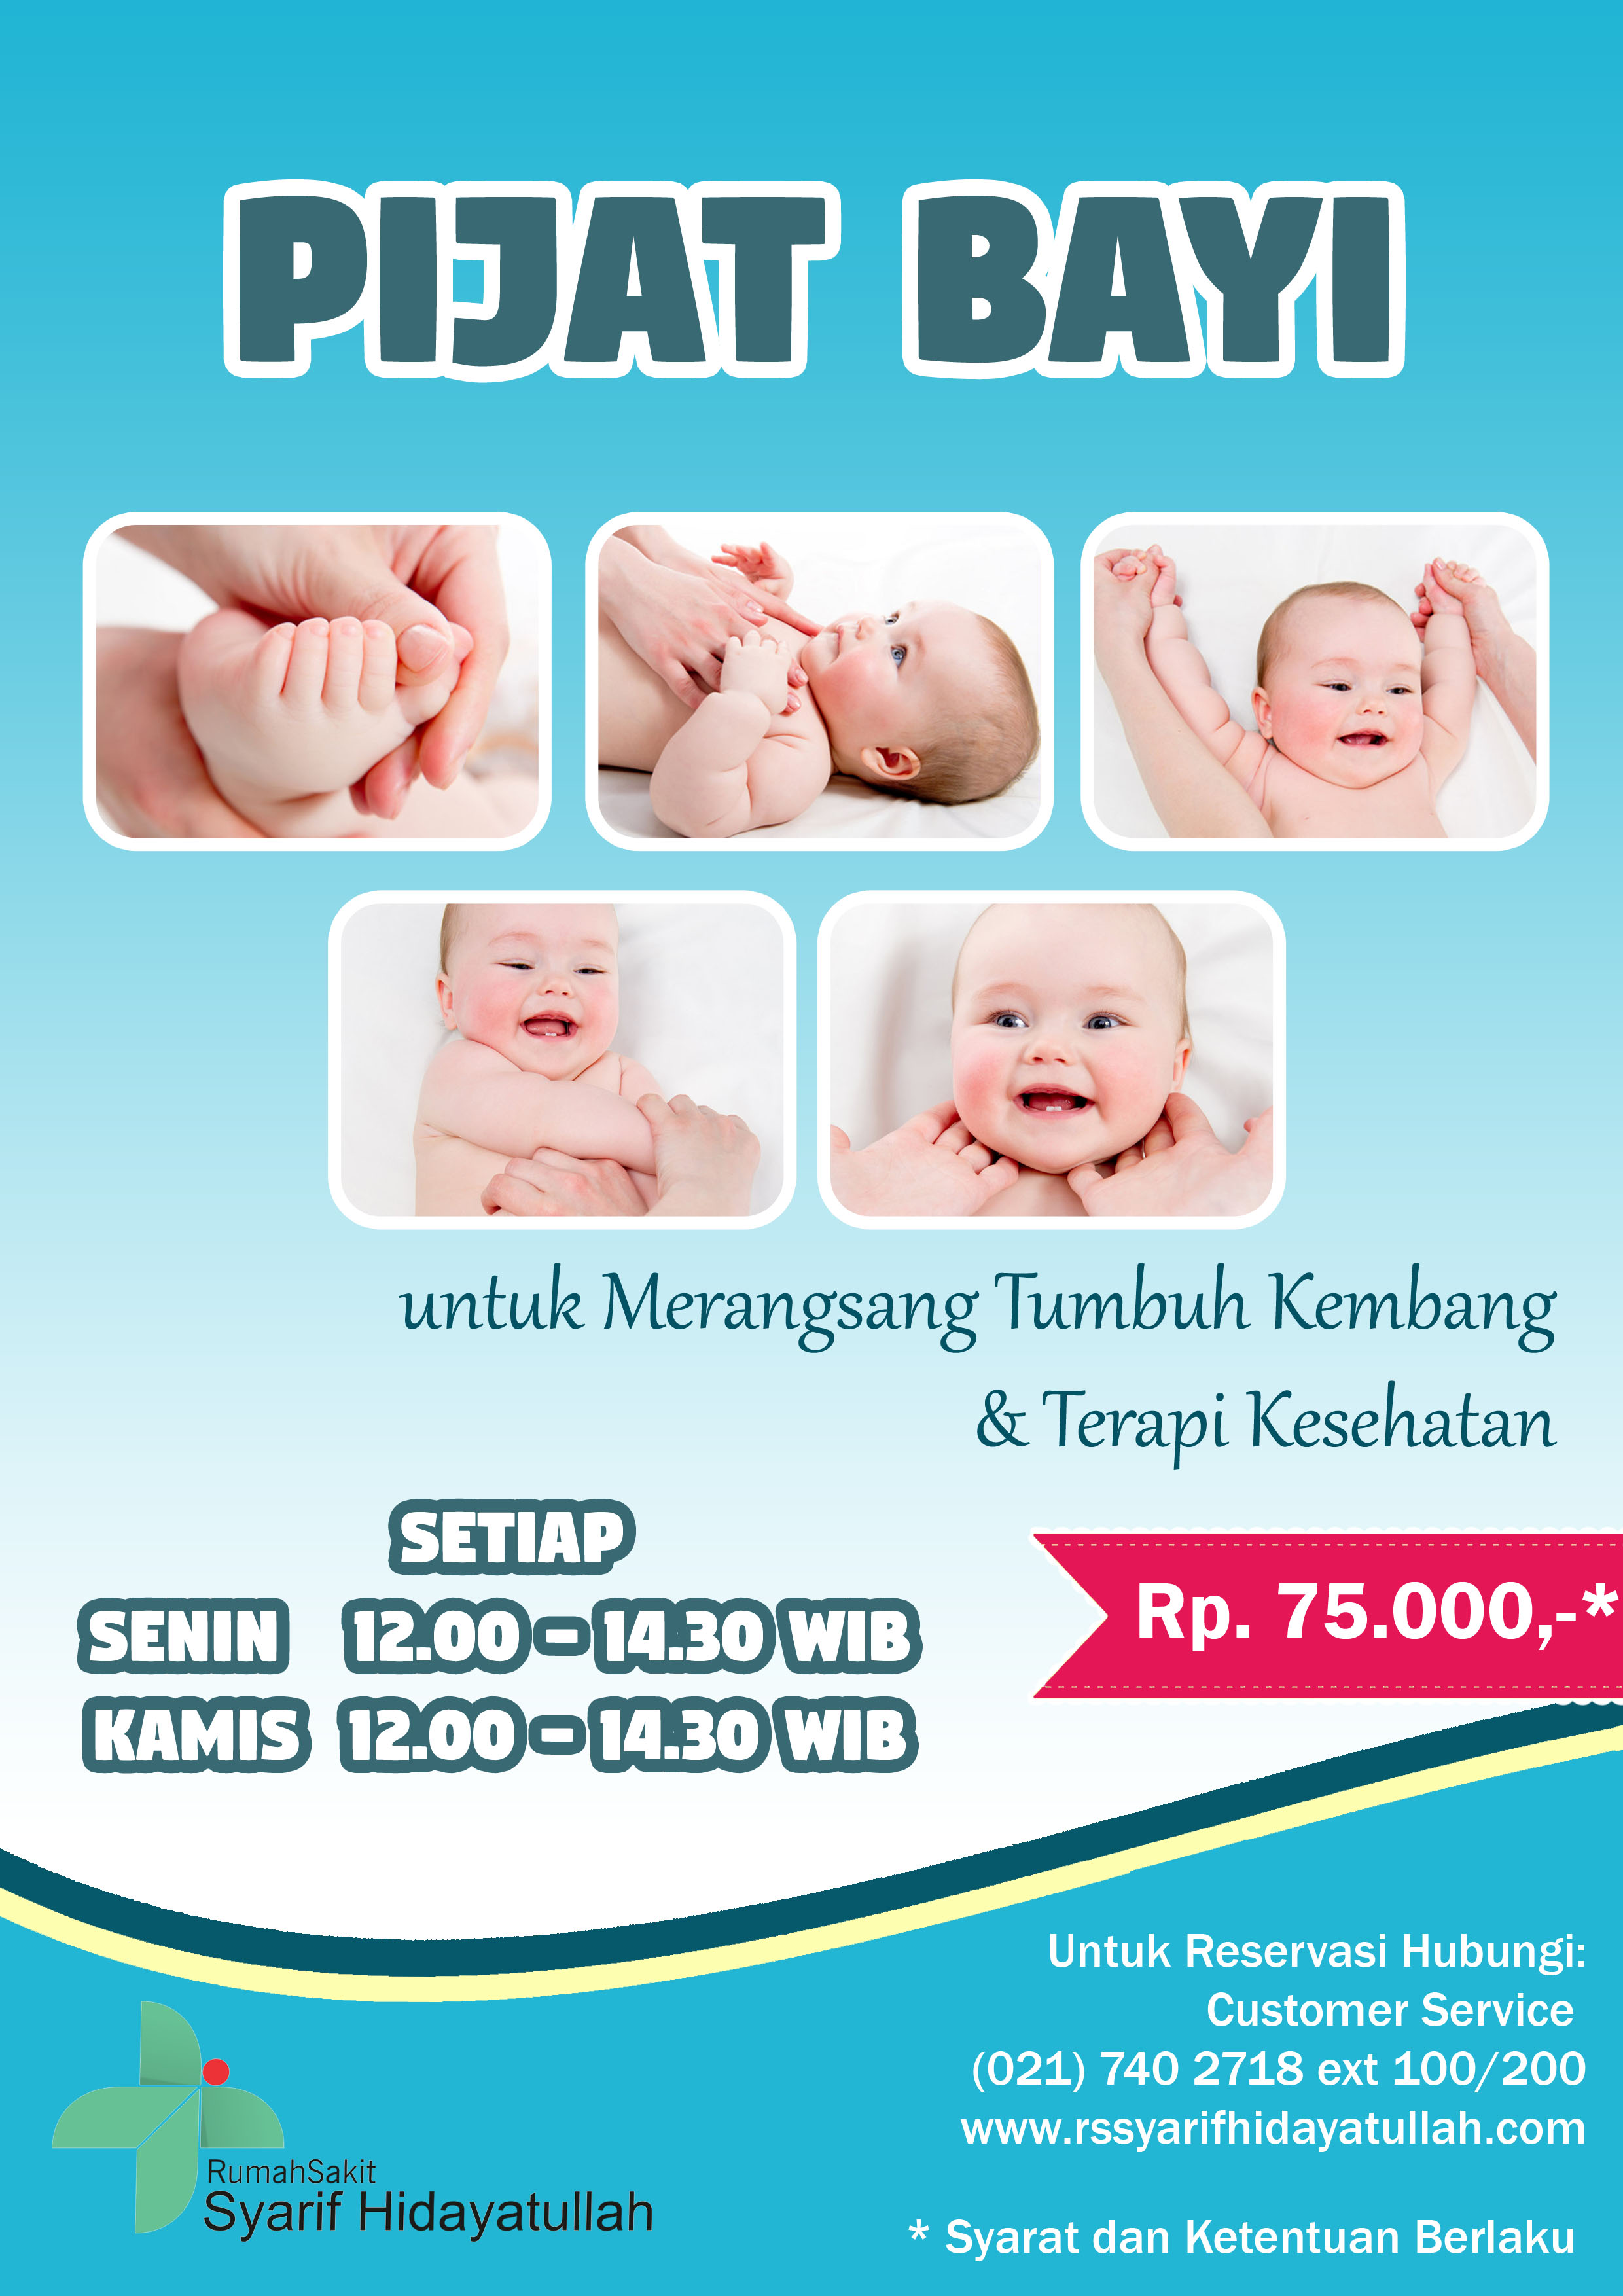 PIJAT BAYI
untuk Merangsang Tumbuh Kembang
& Terapi Kesehatan
SETIAP
SENIN 12.00 - 14.30 WIB
KAMIS 12.00 - 14.30 WIB
Rp. 75.000,-*
Untuk Reservasi Hubungi:
Customer Service
(021) 740 2718 ext 100/200
www.rssyarifhidayatullah.com
RumahSakit
Syarif Hidayatullah
* Syarat dan Ketentuan Berlaku